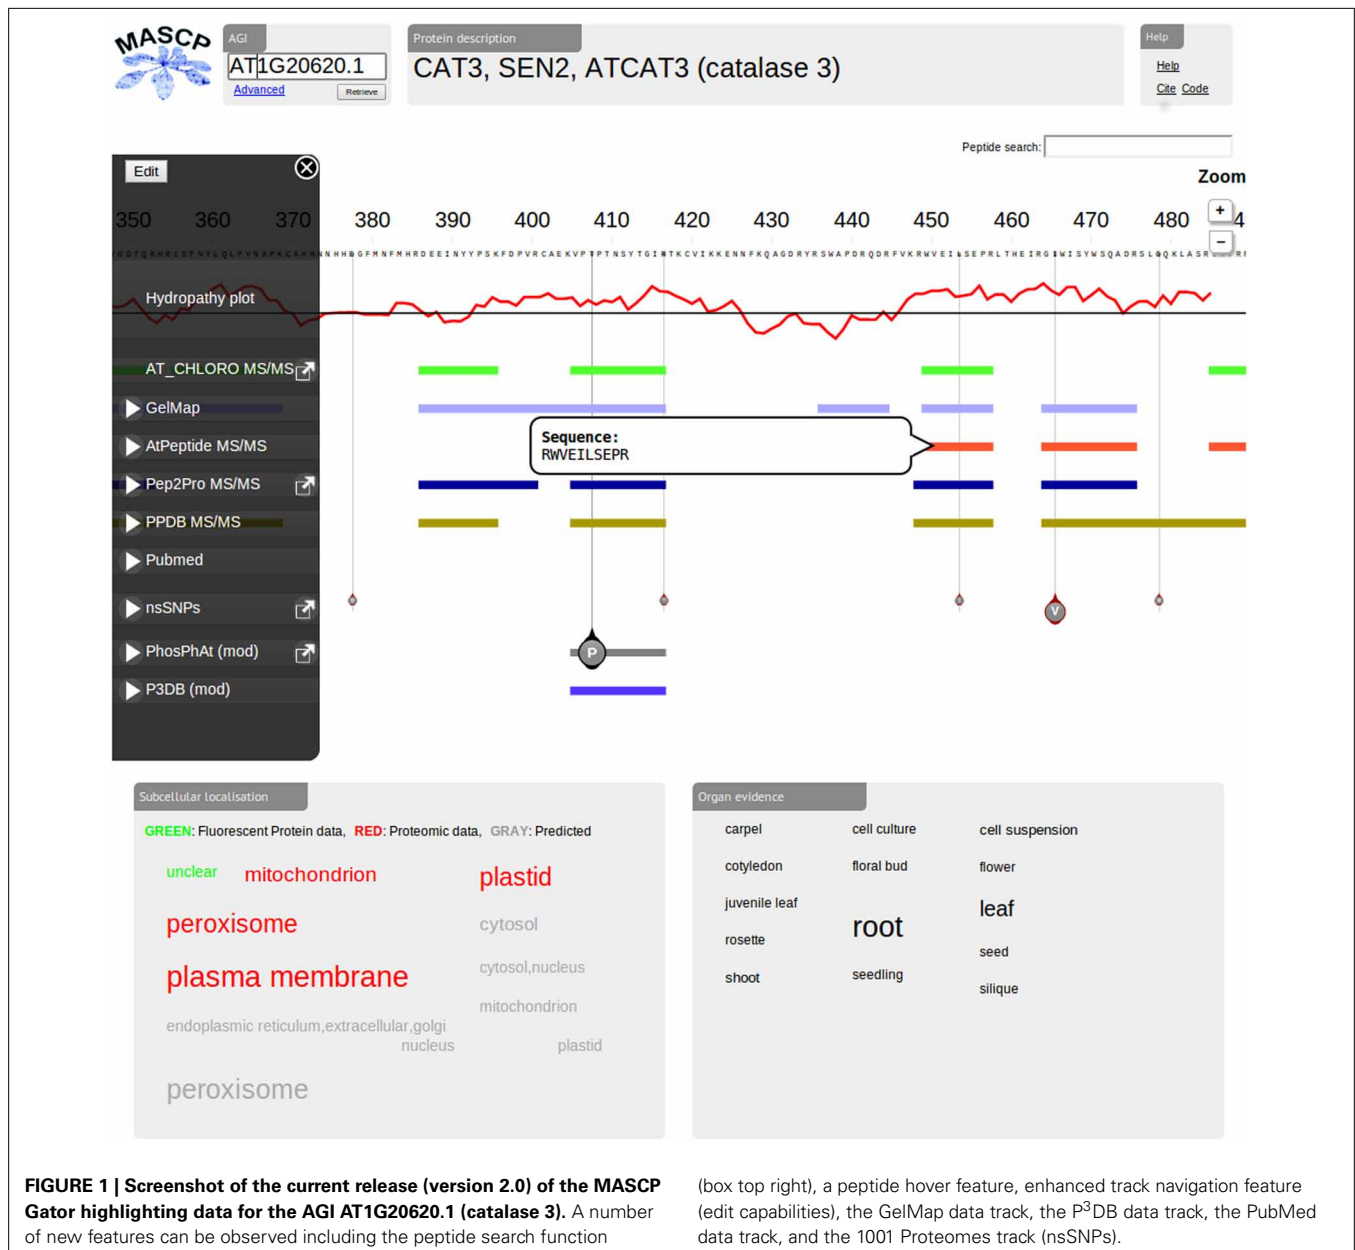 MASCP
AGI
AT1G20620.1
Advanced
Retrieve
Protein description
CAT3, SEN2, ATCAT3 (catalase 3)
Help
Help
Cite Code
Peptide search:
Zoom
+
−
Edit
350 360 370 380 390 400 410 420 430 440 450 460 470 480 4
Hydropathy plot
AT_CHLORO MS/MS
GelMap
AtPeptide MS/MS
Sequence:
RWVEILSEPR
Pep2Pro MS/MS
PPDB MS/MS
Pubmed
nsSNPs
V
PhosPhAt (mod)
P
P3DB (mod)
Subcellular localisation
GREEN: Fluorescent Protein data, RED: Proteomic data, GRAY: Predicted
unclear mitochondrion plastid
peroxisome cytosol
plasma membrane cytosol,nucleus
mitochondrion
endoplasmic reticulum,extracellular,golgi
nucleus plastid
peroxisome
Organ evidence
carpel cell culture cell suspension
cotyledon floral bud flower
juvenile leaf root leaf
rosette seedling seed
shoot silique
FIGURE 1 | Screenshot of the current release (version 2.0) of the MASCP
Gator highlighting data for the AGI AT1G20620.1 (catalase 3). A number
of new features can be observed including the peptide search function
(box top right), a peptide hover feature, enhanced track navigation feature
(edit capabilities), the GelMap data track, the P³DB data track, the PubMed
data track, and the 1001 Proteomes track (nsSNPs).